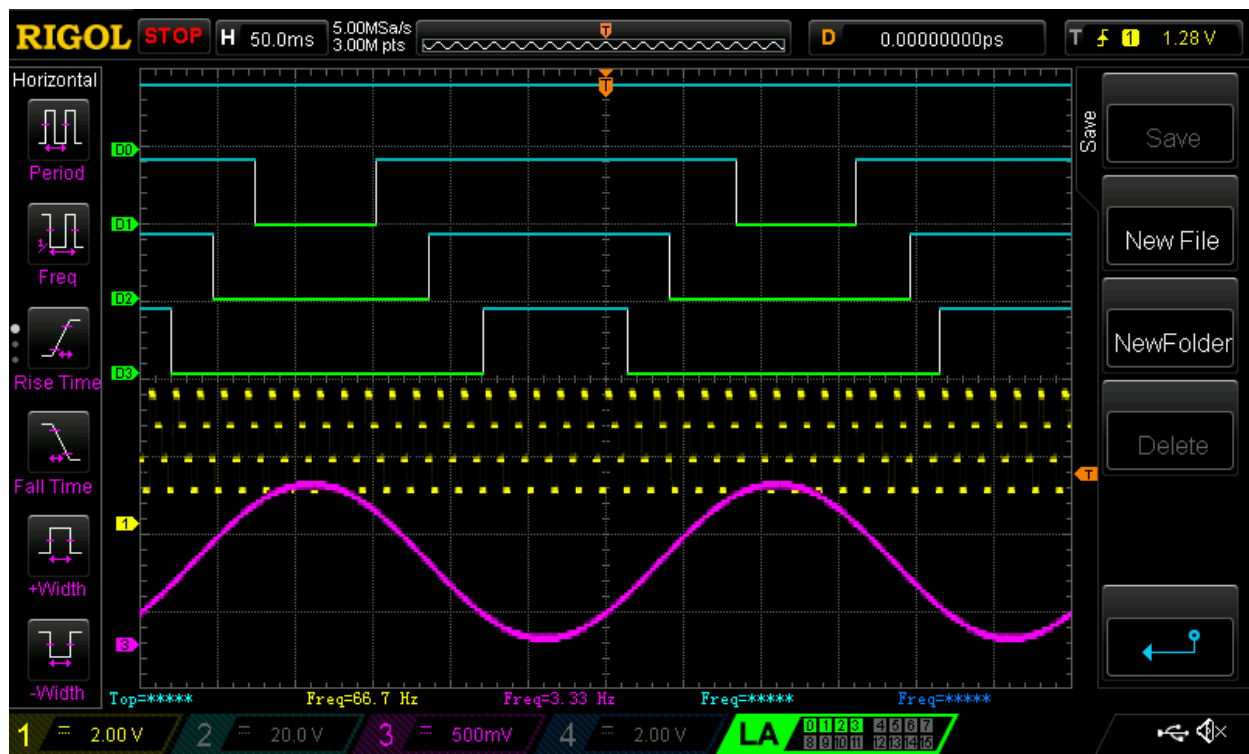 RIGOL STOP H 50.0ms 5.00MSa/s D 0.00000000ps T 1 1.28 V
3.00M pts
T
Horizontal
T
Save
Save
D0
Period
New File
D1
1/
Freq
D2
NewFolder
Rise Time
D3
Delete
T
Fall Time
1
+Width
3
-Width
Top=***** Freq=66.7 Hz Freq=3.33 Hz Freq=***** Freq=*****
1 2.00 V 2 20.0 V 3 500mV 4 2.00 V LA 0 1 2 3 4 5 6 7
8 9 10 11 12 13 14 15